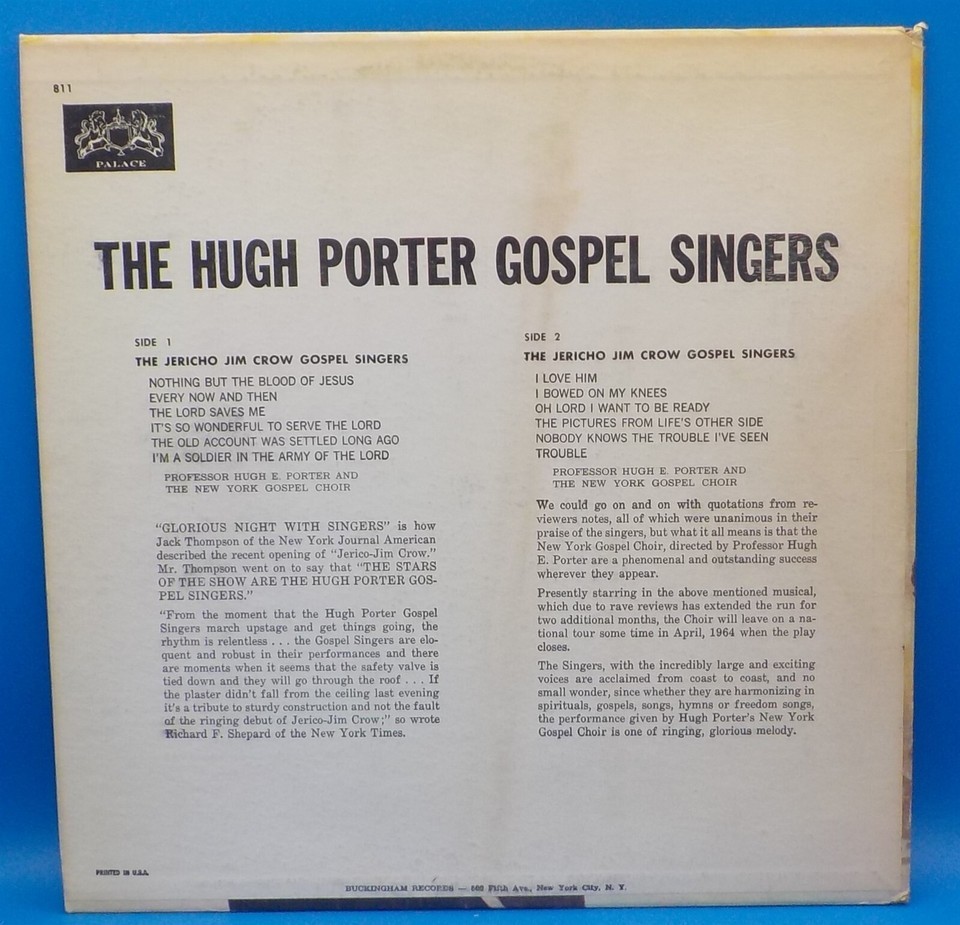 811
PALACE
THE HUGH PORTER GOSPEL SINGERS
SIDE 1
THE JERICHO JIM CROW GOSPEL SINGERS
NOTHING BUT THE BLOOD OF JESUS
EVERY NOW AND THEN
THE LORD SAVES ME
IT'S SO WONDERFUL TO SERVE THE LORD
THE OLD ACCOUNT WAS SETTLED LONG AGO
I'M A SOLDIER IN THE ARMY OF THE LORD
PROFESSOR HUGH E. PORTER AND
THE NEW YORK GOSPEL CHOIR
"GLORIOUS NIGHT WITH SINGERS" is how
Jack Thompson of the New York Journal American
described the recent opening of "Jerico-Jim Crow."
Mr. Thompson went on to say that "THE STARS
OF THE SHOW ARE THE HUGH PORTER GOS-
PEL SINGERS."
"From the moment that the Hugh Porter Gospel
Singers march upstage and get things going, the
rhythm is relentless . . . the Gospel Singers are elo-
quent and robust in their performances and there
are moments when it seems that the safety valve is
tied down and they will go through the roof . . . If
the plaster didn't fall from the ceiling last evening
it's a tribute to sturdy construction and not the fault
of the ringing debut of Jerico-Jim Crow;" so wrote
Richard F. Shepard of the New York Times.
SIDE 2
THE JERICHO JIM CROW GOSPEL SINGERS
I LOVE HIM
I BOWED ON MY KNEES
OH LORD I WANT TO BE READY
THE PICTURES FROM LIFE'S OTHER SIDE
NOBODY KNOWS THE TROUBLE I'VE SEEN
TROUBLE
PROFESSOR HUGH E. PORTER AND
THE NEW YORK GOSPEL CHOIR
We could go on and on with quotations from re-
viewers notes, all of which were unanimous in their
praise of the singers, but what it all means is that the
New York Gospel Choir, directed by Professor Hugh
E. Porter are a phenomenal and outstanding success
wherever they appear.
Presently starring in the above mentioned musical,
which due to rave reviews has extended the run for
two additional months, the Choir will leave on a na-
tional tour some time in April, 1964 when the play
closes.
The Singers, with the incredibly large and exciting
voices are acclaimed from coast to coast, and no
small wonder, since whether they are harmonizing in
spirituals, gospels, songs, hymns or freedom songs,
the performance given by Hugh Porter's New York
Gospel Choir is one of ringing, glorious melody.
PRINTED IN U.S.A.
BUCKINGHAM RECORDS — Fifth Ave., New York City, N. Y.